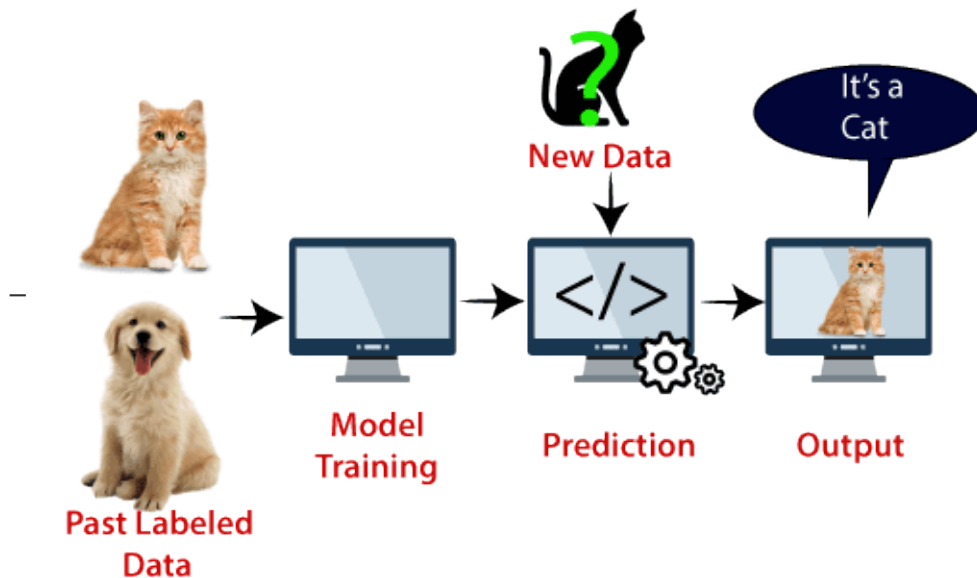 It's a
Cat
?
New Data
</>
Model
Training
Prediction
Output
Past Labeled
Data